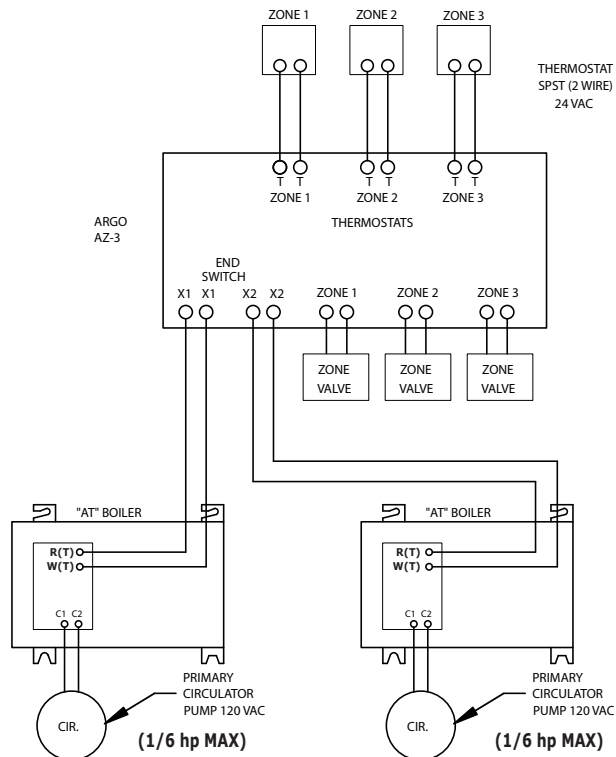 ZONE 1
ZONE 2
ZONE 3
THERMOSTAT
SPST (2 WIRE)
24 VAC
T T
T T
T T
ZONE 1
ZONE 2
ZONE 3
ARGO
AZ-3
THERMOSTATS
END
SWITCH
X1 X1 X2 X2
ZONE 1
ZONE 2
ZONE 3
ZONE
VALVE
ZONE
VALVE
ZONE
VALVE
"AT" BOILER
R(T)
W(T)
C1 C2
CIR.
PRIMARY
CIRCULATOR
PUMP 120 VAC
(1/6 hp MAX)
"AT" BOILER
R(T)
W(T)
C1 C2
CIR.
PRIMARY
CIRCULATOR
PUMP 120 VAC
(1/6 hp MAX)